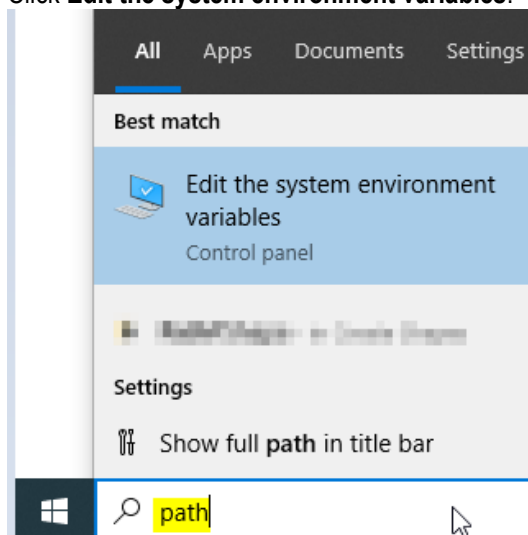 Click Edit the system environment variables.
All Apps Documents Settings
Best match
Edit the system environment
variables
Control panel
Settings
Show full path in title bar
path